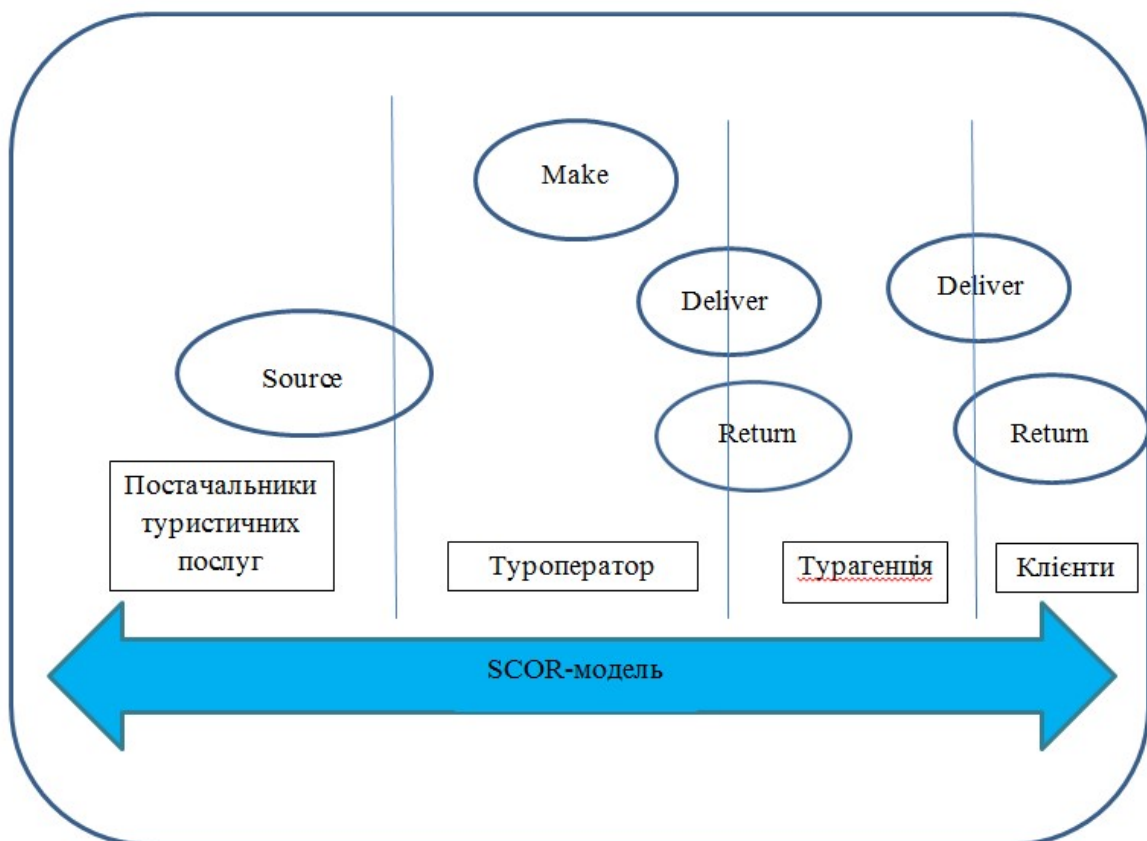 Make
Deliver
Deliver
Source
Return
Return
Постачальники
туристичних
послуг
Туроператор
Турагенція
Клієнти
SCOR-модель